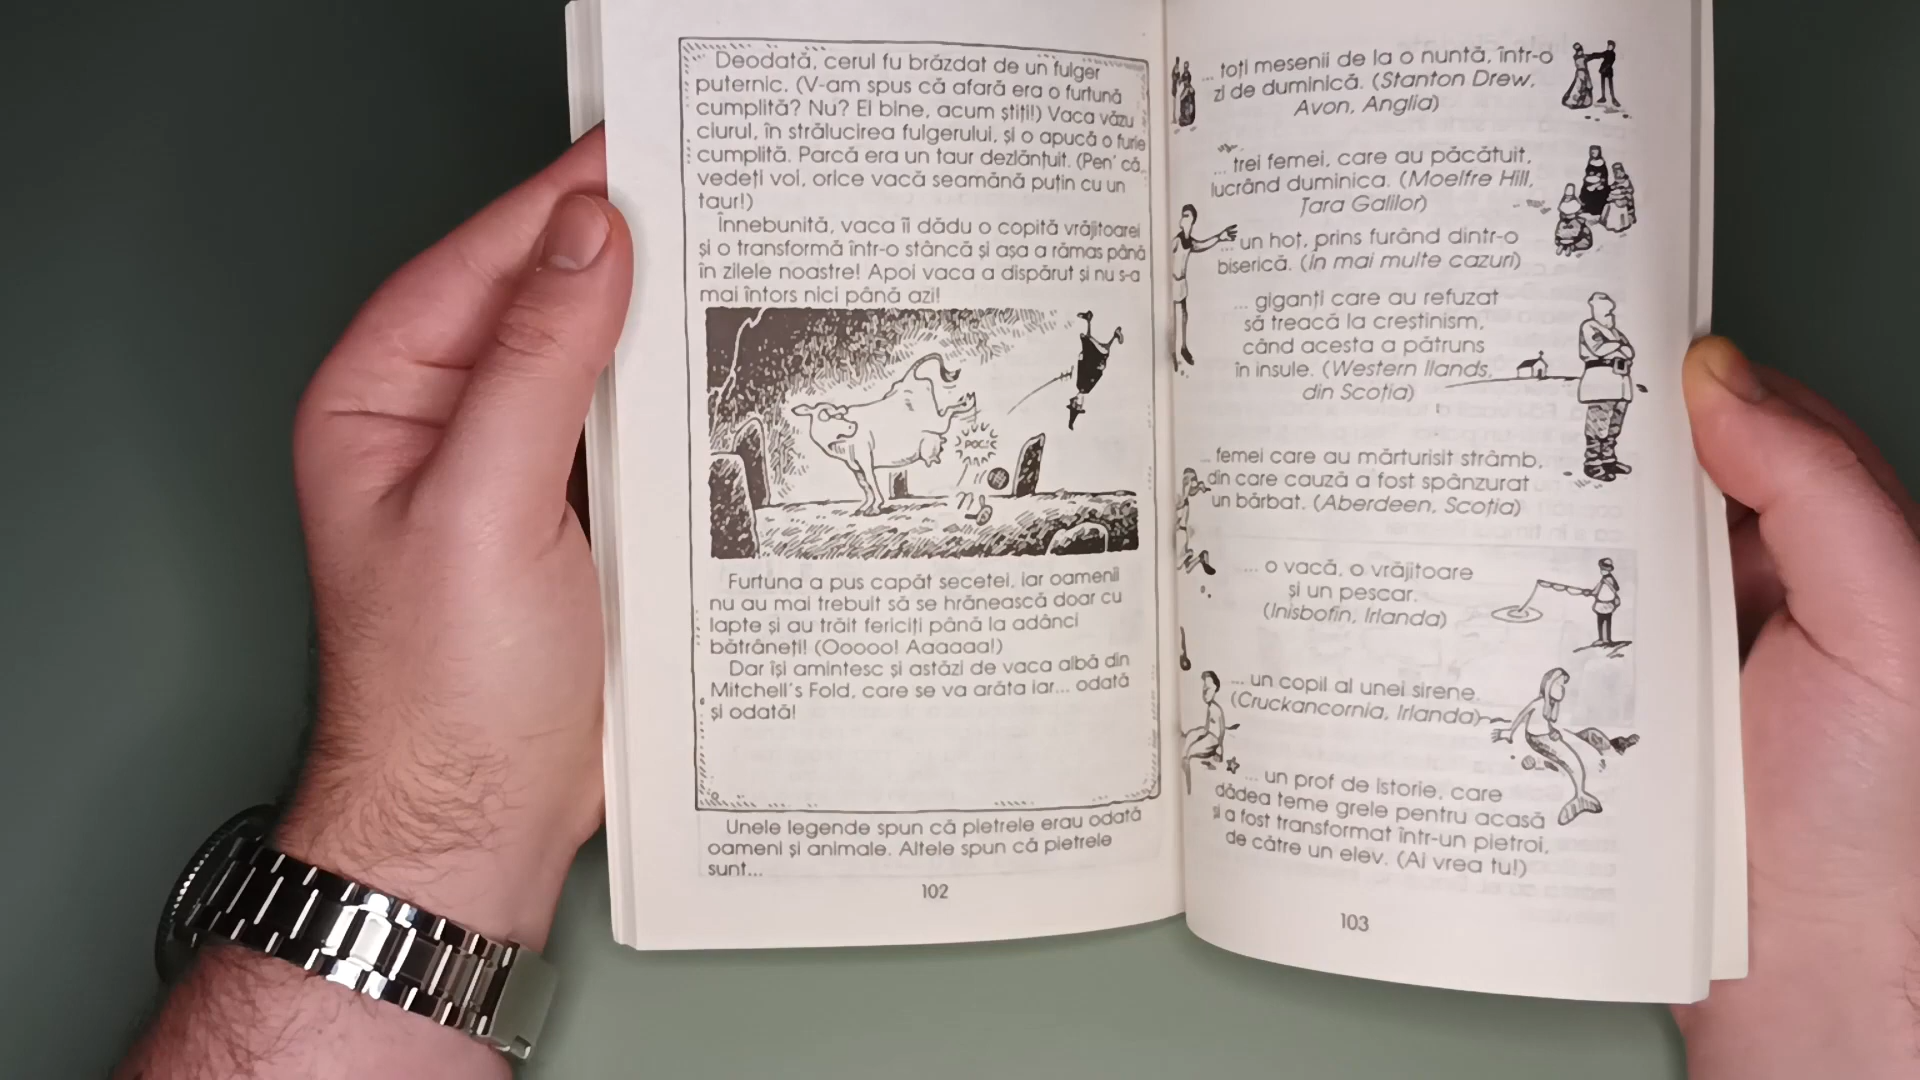 Deodată, cerul fu brăzdat de un fulger
puternic. (V-am spus că afară era o furtună
cumplită? Nu? Ei bine, acum știți!) Vaca văzu
ciurul, în strălucirea fulgerului, și o apucă o furie
cumplită. Parcă era un taur dezlănțuit. (Pen' că,
vedeți voi, orice vacă seamănă puțin cu un
taur!)
Înnebunită, vaca îi dădu o copită vrăjitoarei
și o transformă într-o stâncă și așa a rămas până
în zilele noastre! Apoi vaca a dispărut și nu s-a
mai întors nici până azi!
POC!
Furtuna a pus capăt secetei, iar oamenii
nu au mai trebuit să se hrănească doar cu
lapte și au trăit fericiți până la adânci
bătrâneți! (Ooooo! Aaaaaa!)
Dar își amintesc și astăzi de vaca albă din
Mitchell's Fold, care se va arăta iar... odată
și odată!
Unele legende spun că pietrele erau odată
oameni și animale. Altele spun că pietrele
sunt...
102
... toți mesenii de la o nuntă, într-o
zi de duminică. (Stanton Drew,
Avon, Anglia)
... trei femei, care au păcătuit,
lucrând duminica. (Moelfre Hill,
Țara Galilor)
... un hoț, prins furând dintr-o
biserică. (În mai multe cazuri)
... giganți care au refuzat
să treacă la creștinism,
când acesta a pătruns
în insule. (Western Ilands,
din Scoția)
... femei care au mărturisit strâmb,
din care cauză a fost spânzurat
un bărbat. (Aberdeen, Scoția)
... o vacă, o vrăjitoare
și un pescar.
(Inisbofin, Irlanda)
... un copil al unei sirene.
(Cruckancornia, Irlanda)
... un prof de istorie, care
dădea teme grele pentru acasă
și a fost transformat într-un pietroi,
de către un elev. (Ai vrea tu!)
103